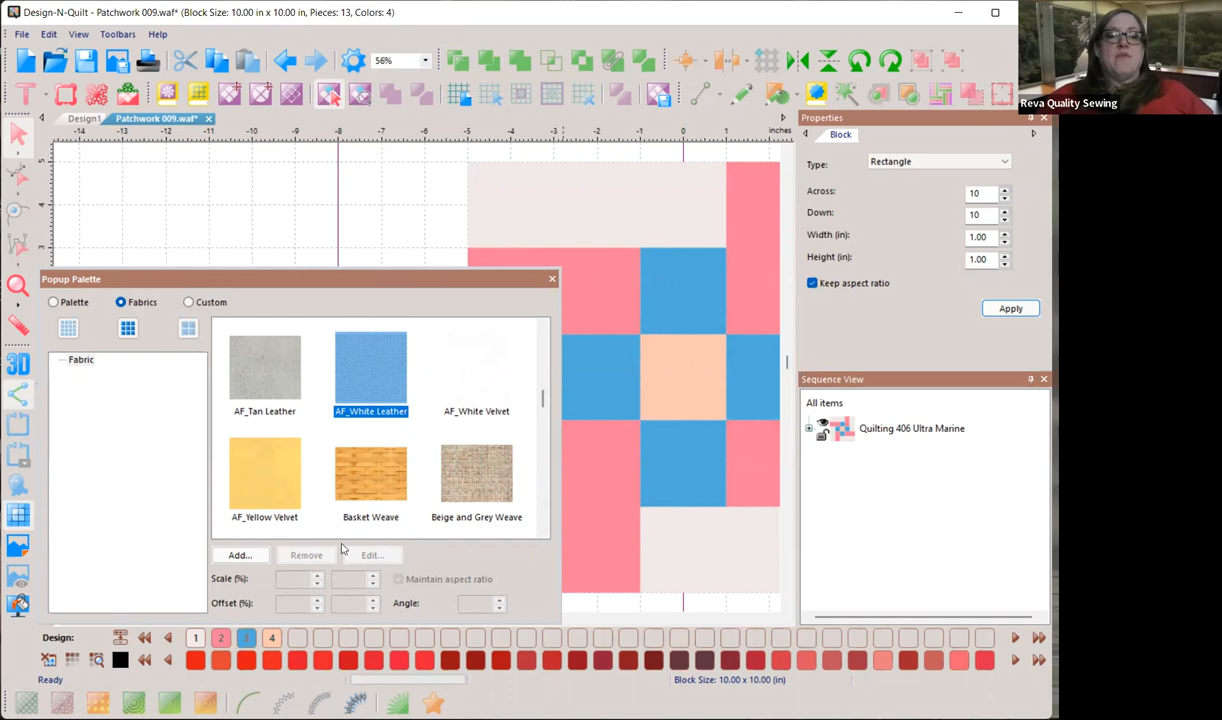 Design-N-Quilt - Patchwork 009.waf* (Block Size: 10.00 in x 10.00 in, Pieces: 13, Colors: 4)
File Edit View Toolbars Help
56%
Reva Quality Sewing
Design1 Patchwork 009.waf*
-14 -13 -12 -11 -10 -9 -8 -7 -6 -5 -4 -3 -2 -1 0 1 2 inches
5
4
3
Properties
Block
Type: Rectangle
Across: 10
Down: 10
Width (in): 1.00
Height (in): 1.00
Keep aspect ratio
Apply
Popup Palette
Palette Fabrics Custom
Fabric
AF_Tan Leather AF_White Leather AF_White Velvet
AF_Yellow Velvet Basket Weave Beige and Grey Weave
Add... Remove Edit...
Scale (%): Maintain aspect ratio
Offset (%): Angle:
Sequence View
All items
Quilting 406 Ultra Marine
3D
Design: 1 2 3 4
Ready
Block Size: 10.00 x 10.00 (in)